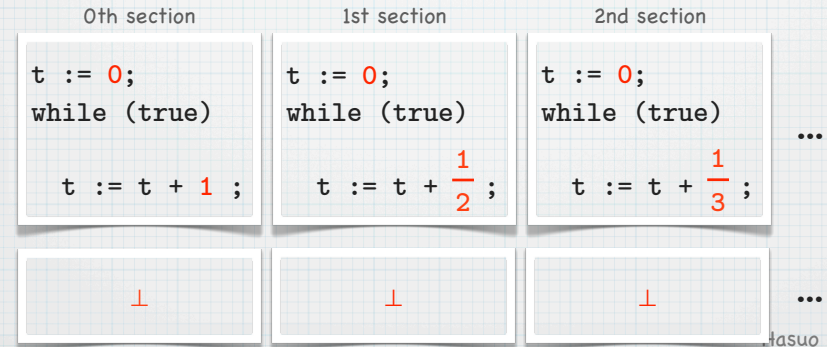 0th section 1st section 2nd section
t := 0; t := 0; t := 0;
while (true) while (true) while (true)
t := t + 1 ; t := t + 1/2 ; t := t + 1/3 ;
...
⊥ ⊥ ⊥ ...
Hasuo